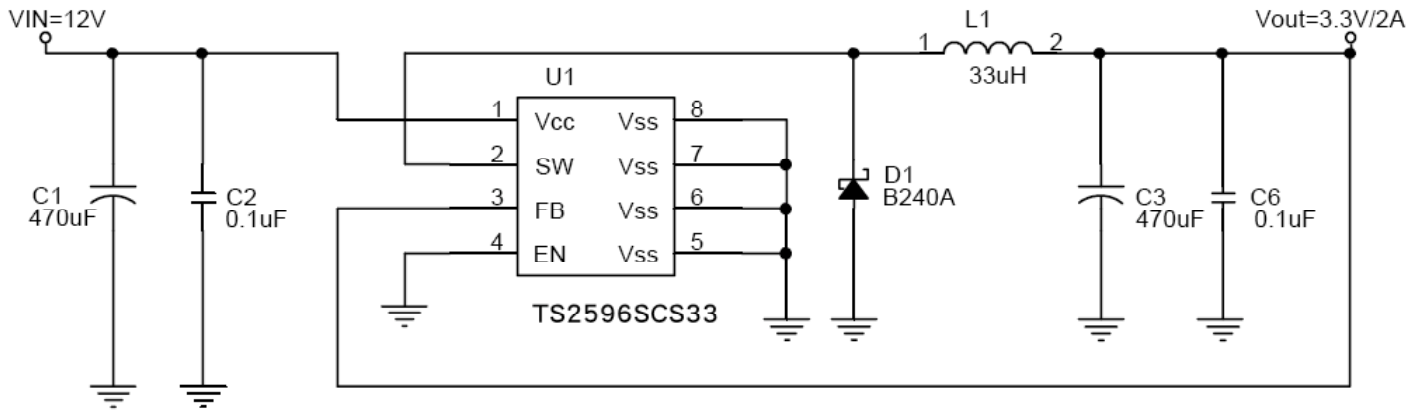 VIN=12V
L1
Vout=3.3V/2A
1
2
33uH
U1
1
Vcc
Vss
8
2
SW
Vss
7
3
FB
Vss
6
4
EN
Vss
5
C1
470uF
C2
0.1uF
D1
B240A
C3
470uF
C6
0.1uF
TS2596SCS33